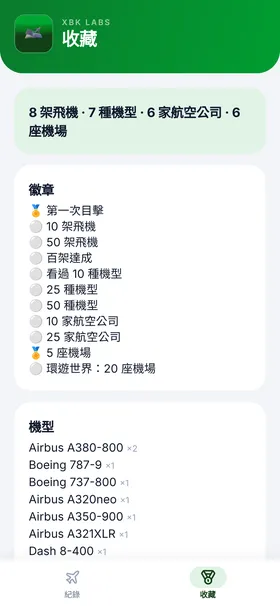 XBK LABS
收藏
8 架飛機 · 7 種機型 · 6 家航空公司 · 6
座機場
徽章
🏅 第一次目擊
⚪ 10 架飛機
⚪ 50 架飛機
⚪ 百架達成
⚪ 看過 10 種機型
⚪ 25 種機型
⚪ 50 種機型
⚪ 10 家航空公司
⚪ 25 家航空公司
🏅 5 座機場
⚪ 環遊世界：20 座機場
機型
Airbus A380-800 ×2
Boeing 787-9 ×1
Boeing 737-800 ×1
Airbus A320neo ×1
Airbus A350-900 ×1
Airbus A321XLR ×1
Dash 8-400 ×1
紀錄
收藏